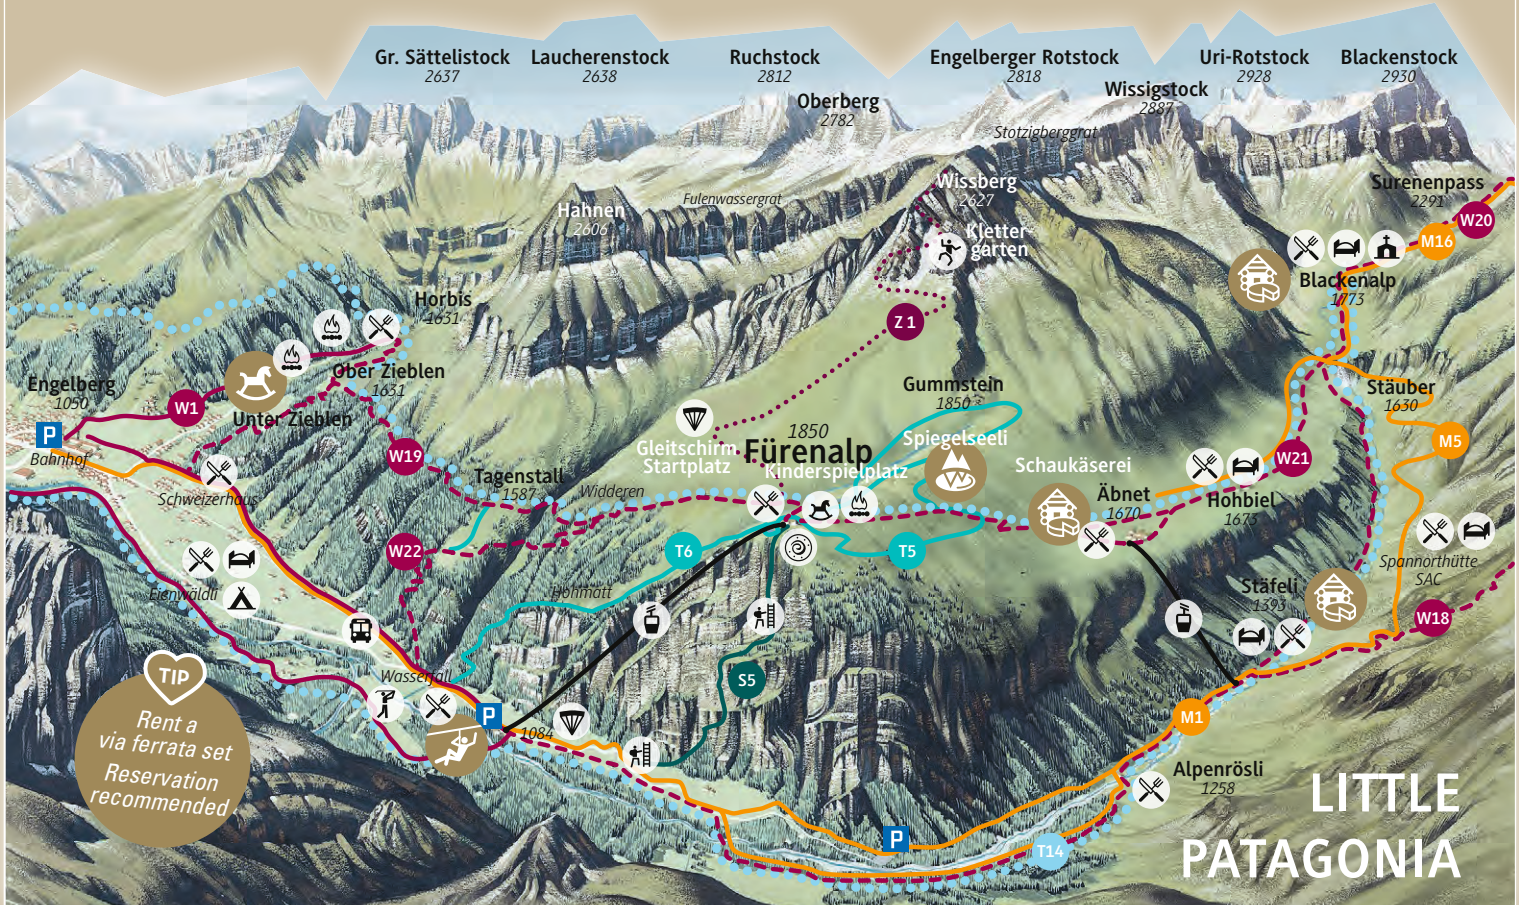 Gr. Sättelistock
2637
Laucherenstock
2638
Ruchstock
2812
Engelberger Rotstock
2818
Uri-Rotstock
2928
Blackenstock
2930
Oberberg
2782
Wissigstock
2887
Stotzigberggrat
Wissberg
2627
Surenenpass
2291
W20
M16
Fulenwassergrat
Hahnen
2606
Kletter-
garten
Blackenalp
1773
Horbis
1631
Z 1
Ober Zieblen
1631
Engelberg
1050
W1
Unter Zieblen
P
Bahnhof
Gummstein
1850
Stäuber
1630
M5
Gleitschirm
Startplatz
1850
Fürenalp
Kinderspielplatz
Spiegelseeli
Schaukäserei
W19
W21
Tagenstall
1587
Widderen
Schweizerhaus
Äbnet
1670
Hohbiel
1673
W22
T6
T5
Spannorthütte
SAC
Eienwäldli
Hohmatt
Stäfeli
1393
W18
Wasserfall
S5
P
1084
M1
TIP
Rent a
via ferrata set
Reservation
recommended
Alpenrösli
1258
P
T14
LITTLE
PATAGONIA